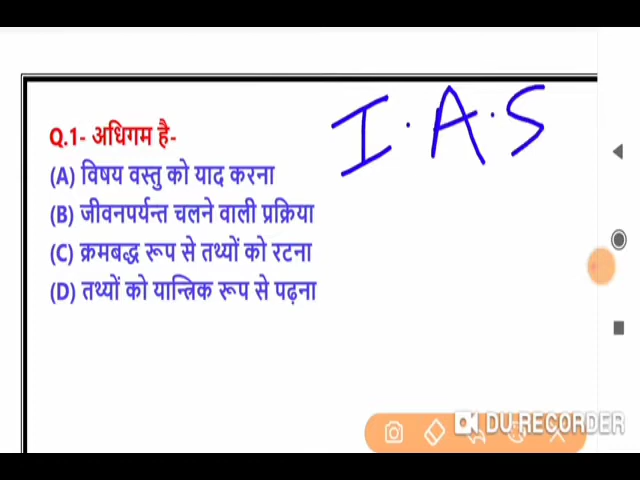 I.A.S
Q.1- अधिगम है-
(A) विषय वस्तु को याद करना
(B) जीवनपर्यन्त चलने वाली प्रक्रिया
(C) क्रमबद्ध रूप से तथ्यों को रटना
(D) तथ्यों को यान्त्रिक रूप से पढ़ना
DU RECORDER